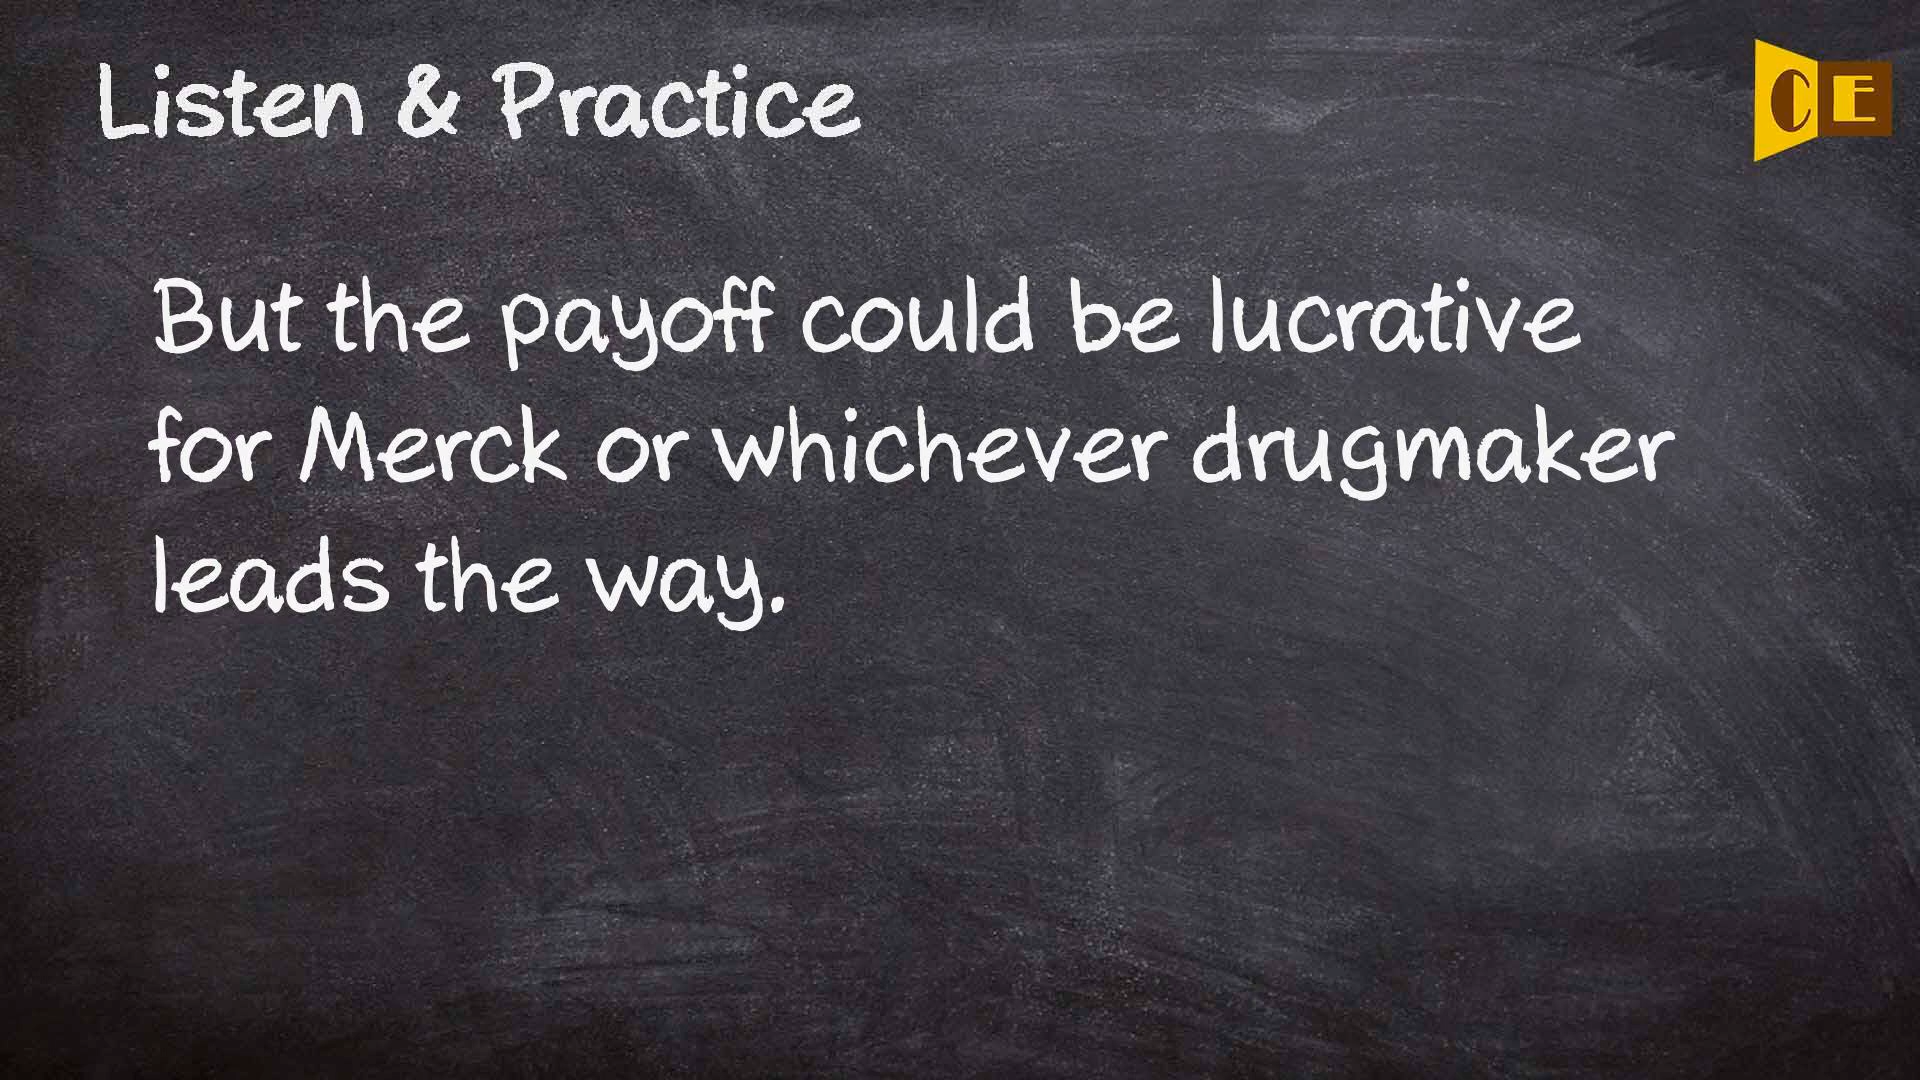 Listen & Practice
CE
But the payoff could be lucrative
for Merck or whichever drugmaker
leads the way.